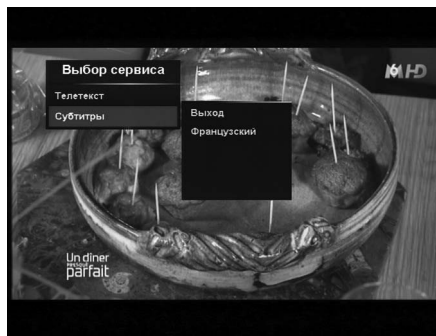 Выбор сервиса
M6 HD
Телетекст
Субтитры
Выход
Французский
Un dîner
presque
parfait